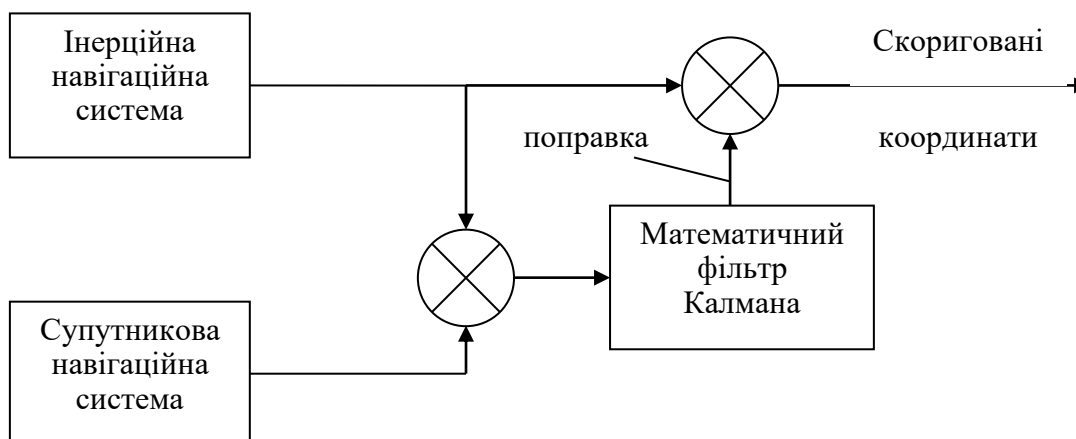 Інерційна
навігаційна
система
Скориговані
поправка
координати
Математичний
фільтр
Калмана
Супутникова
навігаційна
система